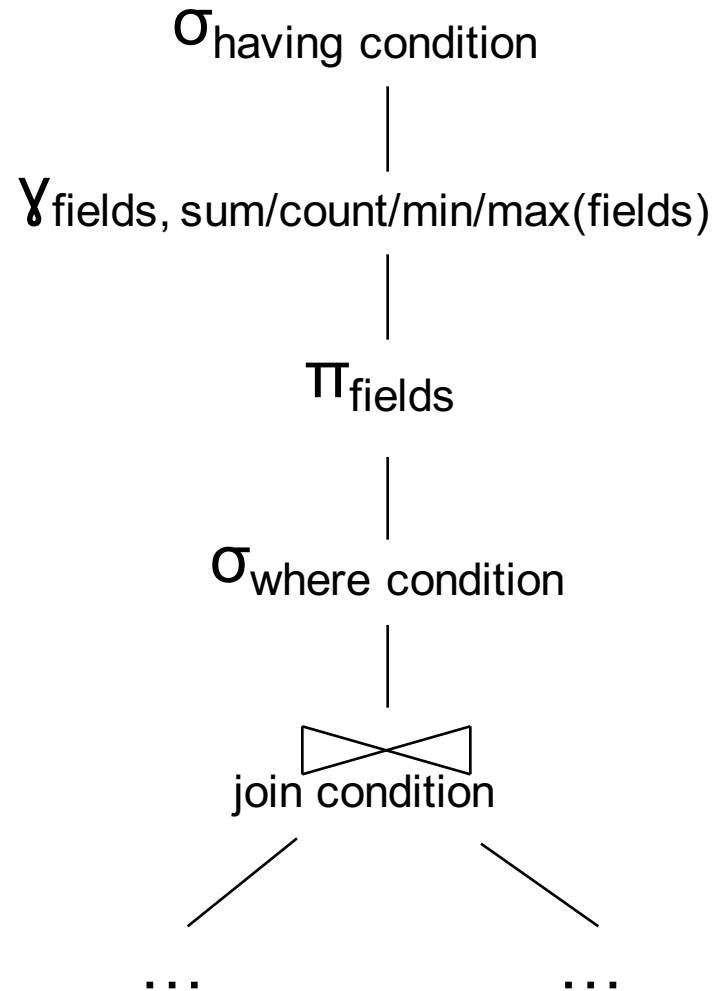 σhaving condition
γfields, sum/count/min/max(fields)
πfields
σwhere condition
join condition
... ...